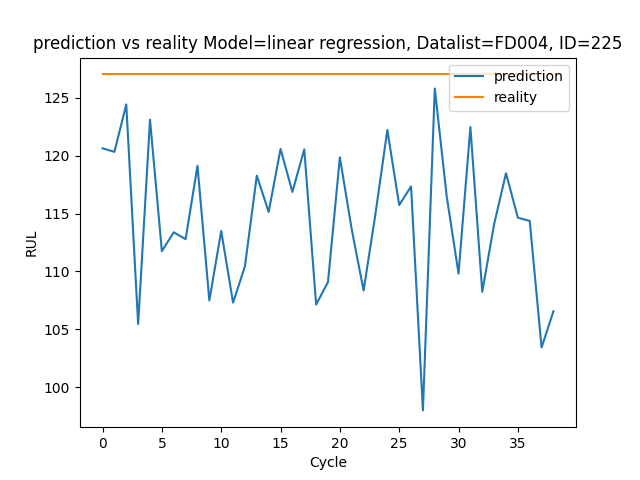 prediction vs reality Model=linear regression, Datalist=FD004, ID=225
prediction
reality
RUL
125
120
115
110
105
100
0 5 10 15 20 25 30 35
Cycle